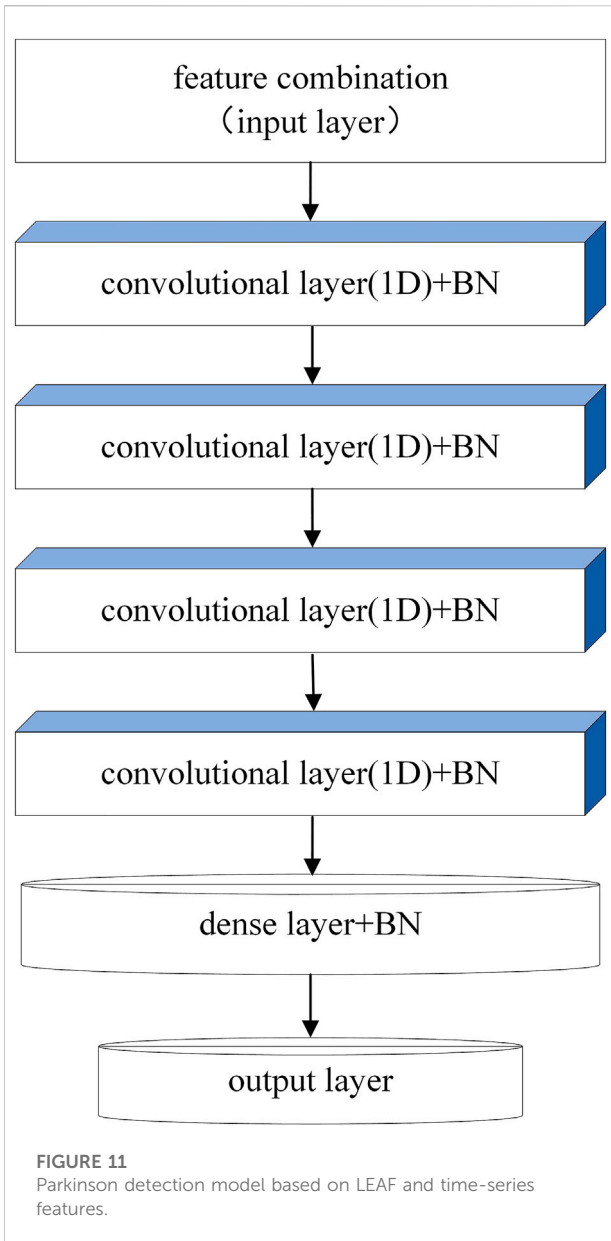 feature combination
（input layer）
convolutional layer(1D)+BN
convolutional layer(1D)+BN
convolutional layer(1D)+BN
convolutional layer(1D)+BN
dense layer+BN
output layer
FIGURE 11
Parkinson detection model based on LEAF and time-series
features.